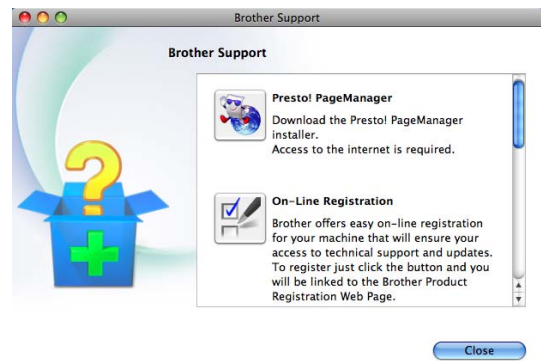 Brother Support
Brother Support
Presto! PageManager
Download the Presto! PageManager
installer.
Access to the internet is required.
On-Line Registration
Brother offers easy on-line registration
for your machine that will ensure your
access to technical support and updates.
To register just click the button and you
will be linked to the Brother Product
Registration Web Page.
Close